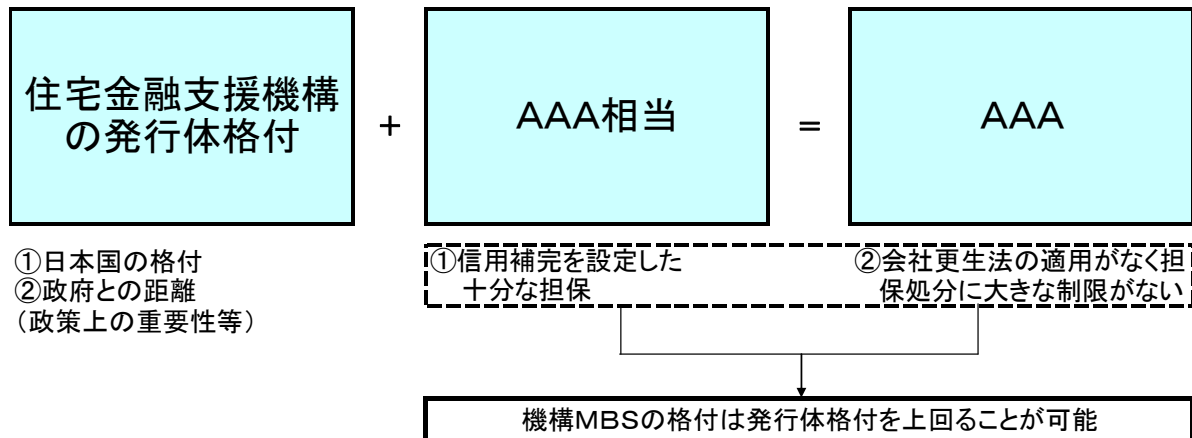 住宅金融支援機構
の発行体格付
+
AAA相当
=
AAA
①日本国の格付
②政府との距離
(政策上の重要性等)
①信用補完を設定した
十分な担保
②会社更生法の適用がなく担
保処分に大きな制限がない
機構MBSの格付は発行体格付を上回ることが可能